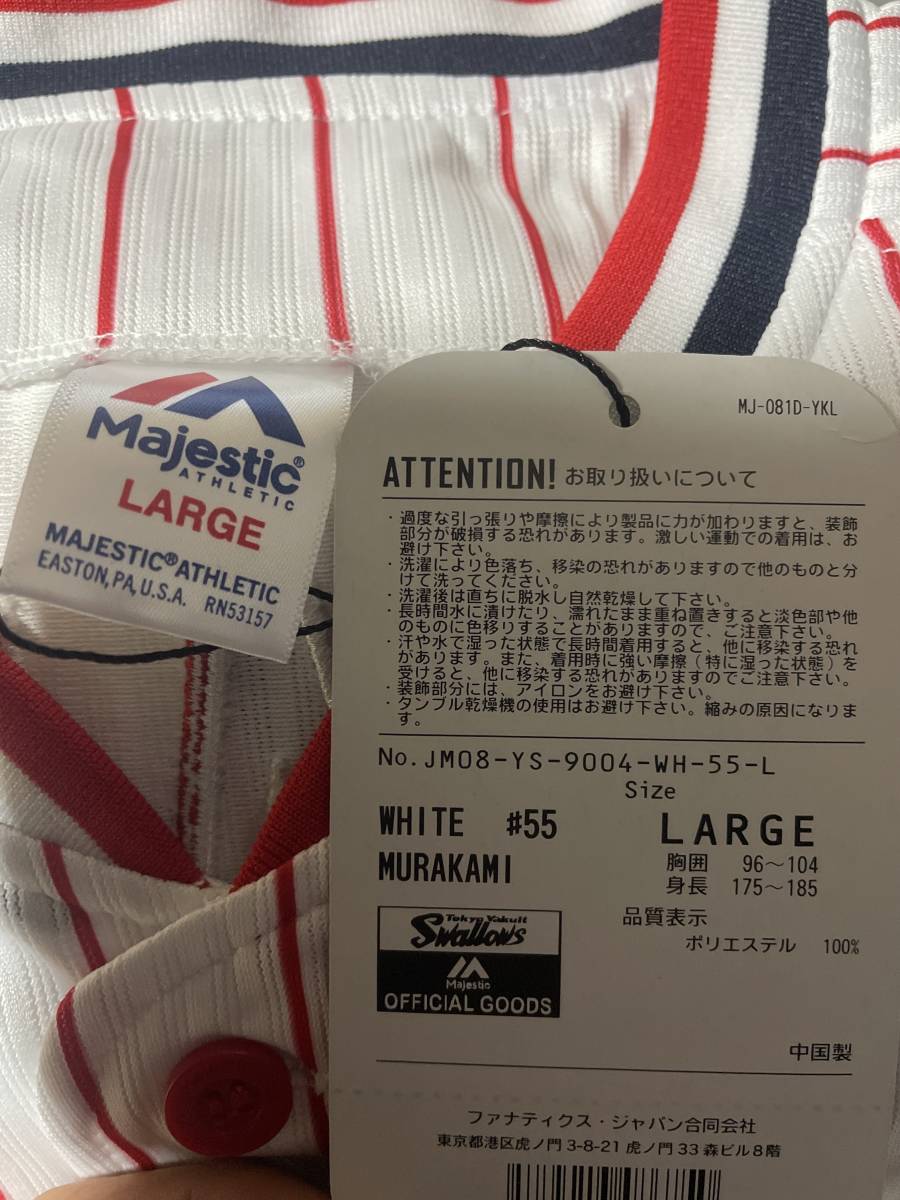 Majestic®
ATHLETIC
LARGE
MAJESTIC®ATHLETIC
EASTON, PA, U.S.A. RN53157
MJ-081D-YKL
ATTENTION! お取り扱いについて
・過度な引っ張りや摩擦により製品に力が加わりますと、装飾
部分が破損する恐れがあります。激しい運動での着用は、お
避け下さい。
・洗濯により色落ち、移染の恐れがありますので他のものと分
けて洗ってください。
・洗濯後は直ちに脱水し自然乾燥して下さい。
・長時間水に漬けたり、濡れたまま重ね置きすると淡色部や他
のものに色移りすることがありますので、ご注意下さい。
・汗や水で湿った状態で長時間着用すると、他に移染する恐れ
があります。また、着用時に強い摩擦（特に湿った状態）を
受けると、他に移染する恐れがありますのでご注意下さい。
・装飾部分には、アイロンをお避け下さい。
・タンブル乾燥機の使用はお避け下さい。縮みの原因になりま
す。
No. JM08-YS-9004-WH-55-L
Size
WHITE #55 LARGE
MURAKAMI
胸囲 96～104
身長 175～185
品質表示
ポリエステル 100%
Tokyo Yakult
Swallows
Majestic
OFFICIAL GOODS
中国製
ファナティクス・ジャパン合同会社
東京都港区虎ノ門 3-8-21 虎ノ門 33 森ビル 8 階